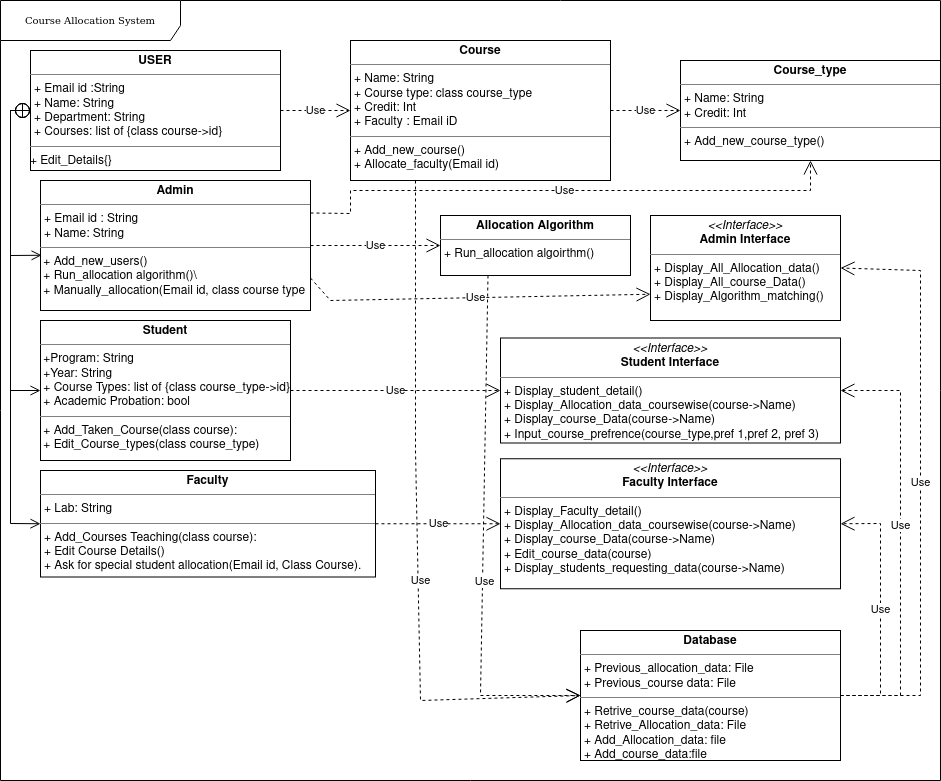 Course Allocation System
USER
+ Email id :String
+ Name: String
+ Department: String
+ Courses: list of {class course->id}
+ Edit_Details{}
Use
Course
+ Name: String
+ Course type: class course_type
+ Credit: Int
+ Faculty : Email iD
+ Add_new_course()
+ Allocate_faculty(Email id)
Use
Course_type
+ Name: String
+ Credit: Int
+ Add_new_course_type()
Admin
+ Email id : String
+ Name: String
+ Add_new_users()
+ Run_allocation algorithm()\
+ Manually_allocation(Email id, class course type
Use
Use
Use
Allocation Algorithm
+ Run_allocation algoirthm()
<<Interface>>
Admin Interface
+ Display_All_Allocation_data()
+ Display_All_course_Data()
+ Display_Algorithm_matching()
Student
+Program: String
+Year: String
+ Course Types: list of {class course_type->id}
+ Academic Probation: bool
+ Add_Taken_Course(class course):
+ Edit_Course_types(class course_type)
Use
<<Interface>>
Student Interface
+ Display_student_detail()
+ Display_Allocation_data_coursewise(course->Name)
+ Display_course_Data(course->Name)
+ Input_course_prefrence(course_type,pref 1,pref 2, pref 3)
Faculty
+ Lab: String
+ Add_Courses Teaching(class course):
+ Edit Course Details()
+ Ask for special student allocation(Email id, Class Course).
Use
<<Interface>>
Faculty Interface
+ Display_Faculty_detail()
+ Display_Allocation_data_coursewise(course->Name)
+ Display_course_Data(course->Name)
+ Edit_course_data(course)
+ Display_students_requesting_data(course->Name)
Use
Use
Use
Use
Use
Database
+ Previous_allocation_data: File
+ Previous_course data: File
+ Retrive_course_data(course)
+ Retrive_Allocation_data: File
+ Add_Allocation_data: file
+ Add_course_data:file